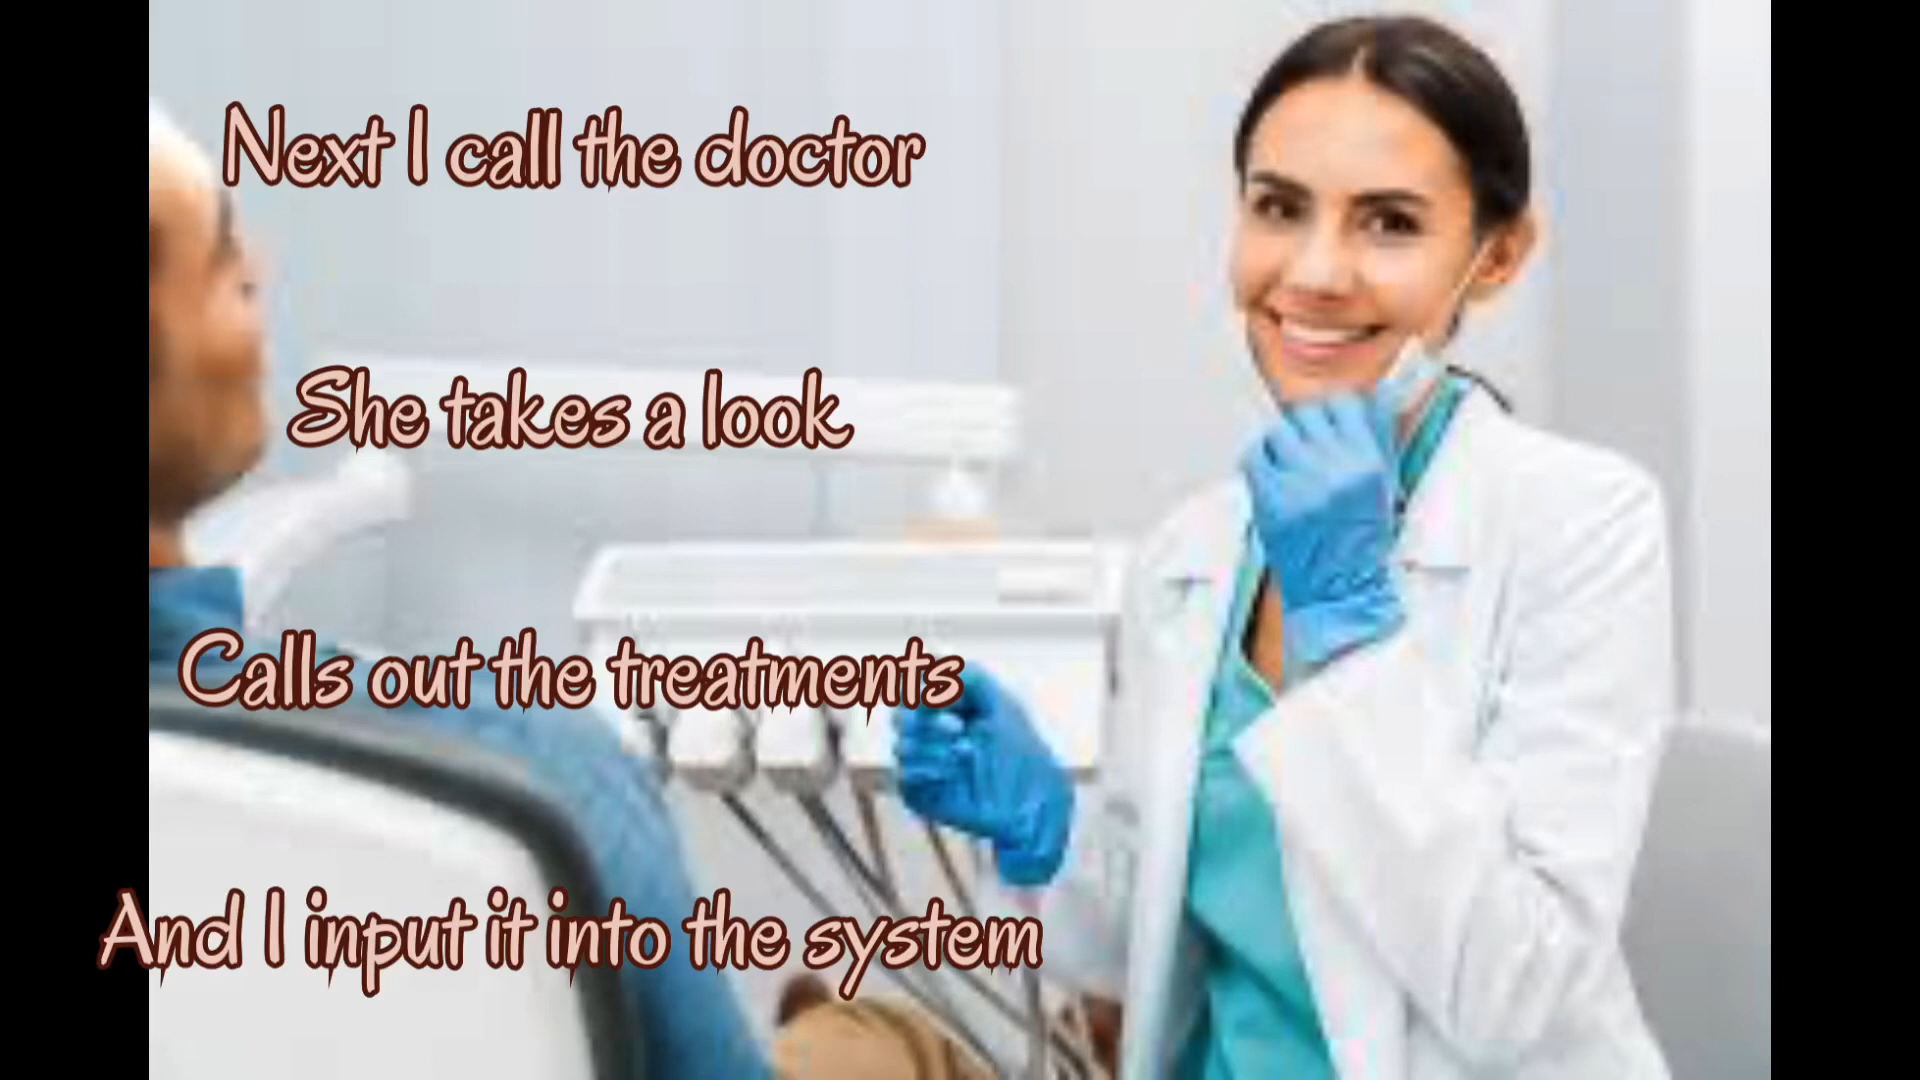 Next I call the doctor
She takes a look
Calls out the treatments
And I input it into the system